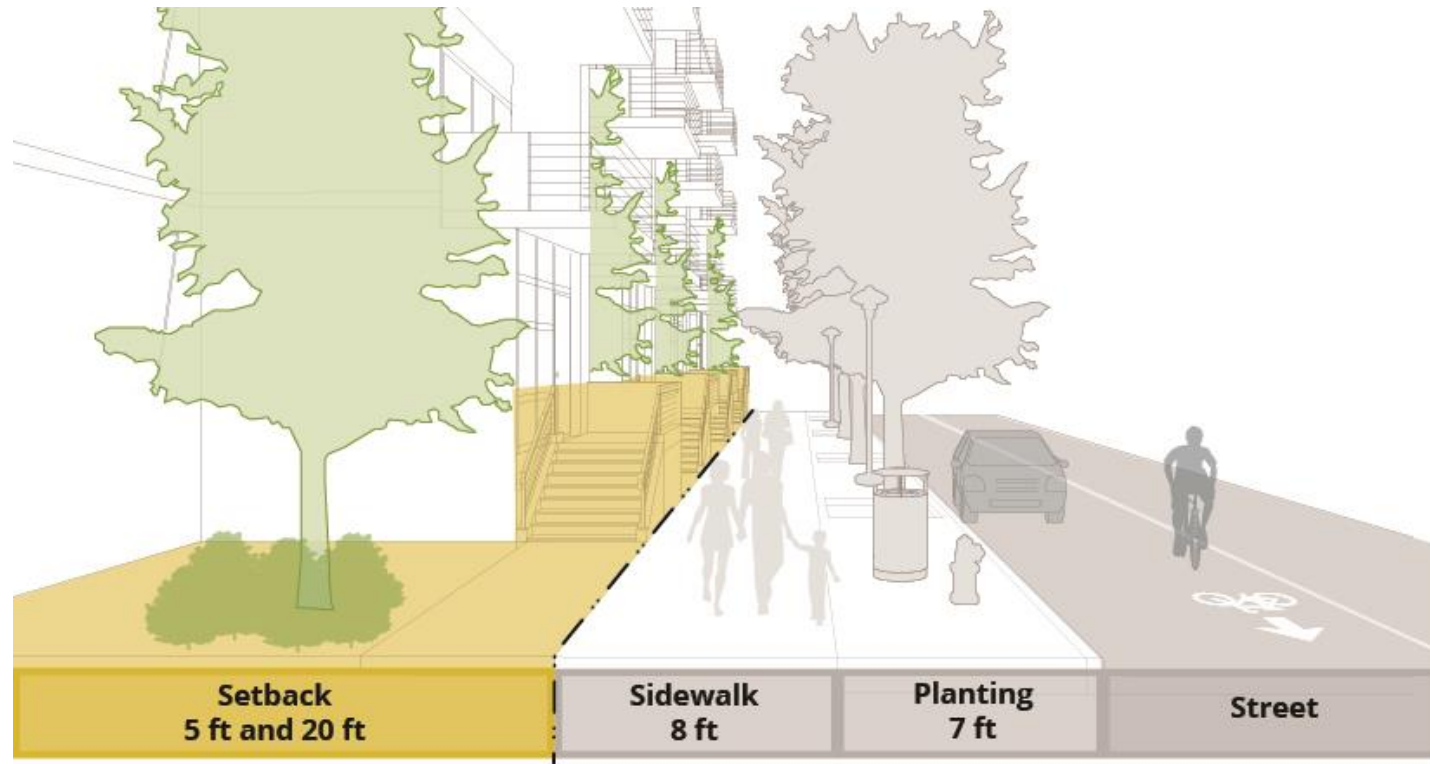 Setback
5 ft and 20 ft
Sidewalk
8 ft
Planting
7 ft
Street